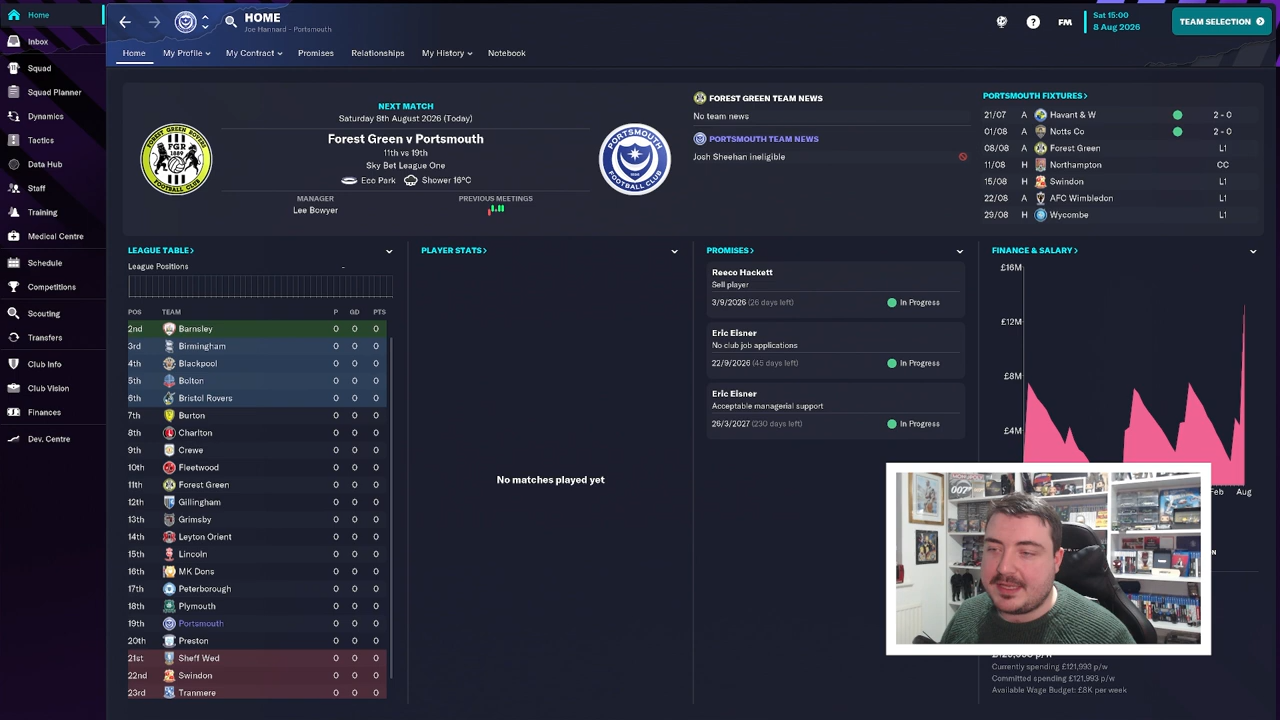 Home
Inbox
Squad
Squad Planner
Dynamics
Tactics
Data Hub
Staff
Training
Medical Centre
Schedule
Competitions
Scouting
Transfers
Club Info
Club Vision
Finances
Dev. Centre
HOME
Joe Hannard - Portsmouth
FM
Sat 15:00
8 Aug 2026
TEAM SELECTION
Home
My Profile
My Contract
Promises
Relationships
My History
Notebook
NEXT MATCH
Saturday 8th August 2026 (Today)
Forest Green v Portsmouth
11th vs 19th
Sky Bet League One
Eco Park
Shower 16°C
MANAGER
Lee Bowyer
PREVIOUS MEETINGS
FOREST GREEN TEAM NEWS
No team news
PORTSMOUTH TEAM NEWS
Josh Sheehan ineligible
PORTSMOUTH FIXTURES>
21/07 A Havant & W 2 - 0
01/08 A Notts Co 2 - 0
08/08 A Forest Green L1
11/08 H Northampton CC
15/08 H Swindon L1
22/08 A AFC Wimbledon L1
29/08 H Wycombe L1
LEAGUE TABLE>
League Positions -
POS TEAM P GD PTS
2nd Barnsley 0 0 0
3rd Birmingham 0 0 0
4th Blackpool 0 0 0
5th Bolton 0 0 0
6th Bristol Rovers 0 0 0
7th Burton 0 0 0
8th Charlton 0 0 0
9th Crewe 0 0 0
10th Fleetwood 0 0 0
11th Forest Green 0 0 0
12th Gillingham 0 0 0
13th Grimsby 0 0 0
14th Leyton Orient 0 0 0
15th Lincoln 0 0 0
16th MK Dons 0 0 0
17th Peterborough 0 0 0
18th Plymouth 0 0 0
19th Portsmouth 0 0 0
20th Preston 0 0 0
21st Sheff Wed 0 0 0
22nd Swindon 0 0 0
23rd Tranmere 0 0 0
PLAYER STATS>
No matches played yet
PROMISES>
Reeco Hackett
Sell player
3/9/2026 (26 days left) In Progress
Eric Eisner
No club job applications
22/9/2026 (45 days left) In Progress
Eric Eisner
Acceptable managerial support
26/3/2027 (230 days left) In Progress
FINANCE & SALARY>
£16M
£12M
£8M
£4M
Feb Aug
Currently spending £121,993 p/w
Committed spending £121,993 p/w
Available Wage Budget: £8K per week
007